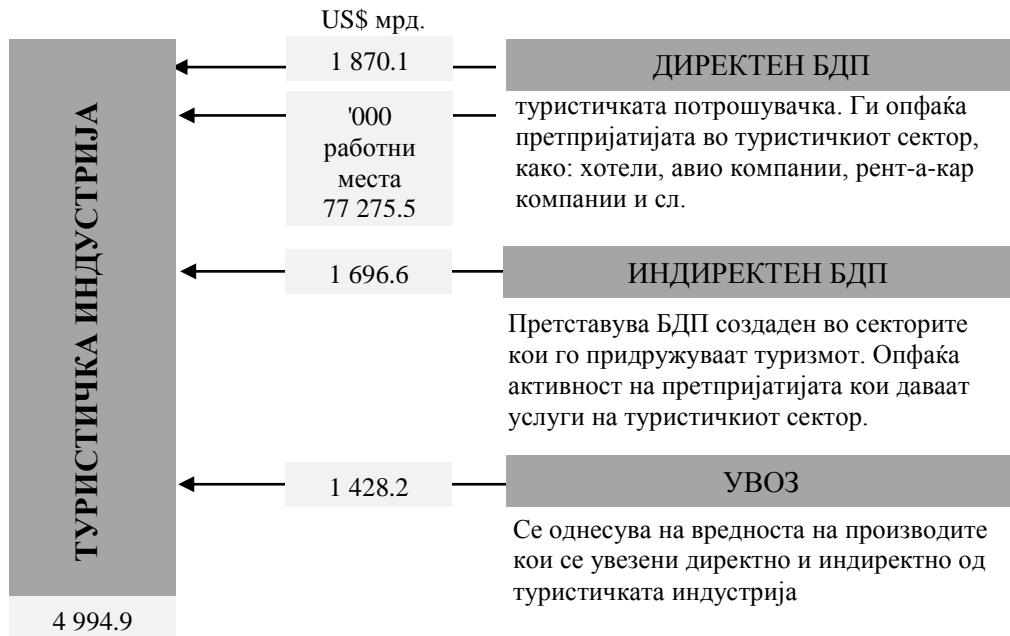 US$ мрд.
1 870.1
ДИРЕКТЕН БДП
'000
работни
места
77 275.5
туристичката потрошувачка. Ги опфаќа
претпријатијата во туристичкиот сектор,
како: хотели, авио компании, рент-а-кар
компании и сл.
ТУРИСТИЧКА ИНДУСТРИЈА
1 696.6
ИНДИРЕКТЕН БДП
Претставува БДП создаден во секторите
кои го придружуваат туризмот. Опфаќа
активност на претпријатијата кои даваат
услуги на туристичкиот сектор.
1 428.2
УВОЗ
Се однесува на вредноста на производите
кои се увезени директно и индиректно од
туристичката индустрија
4 994.9